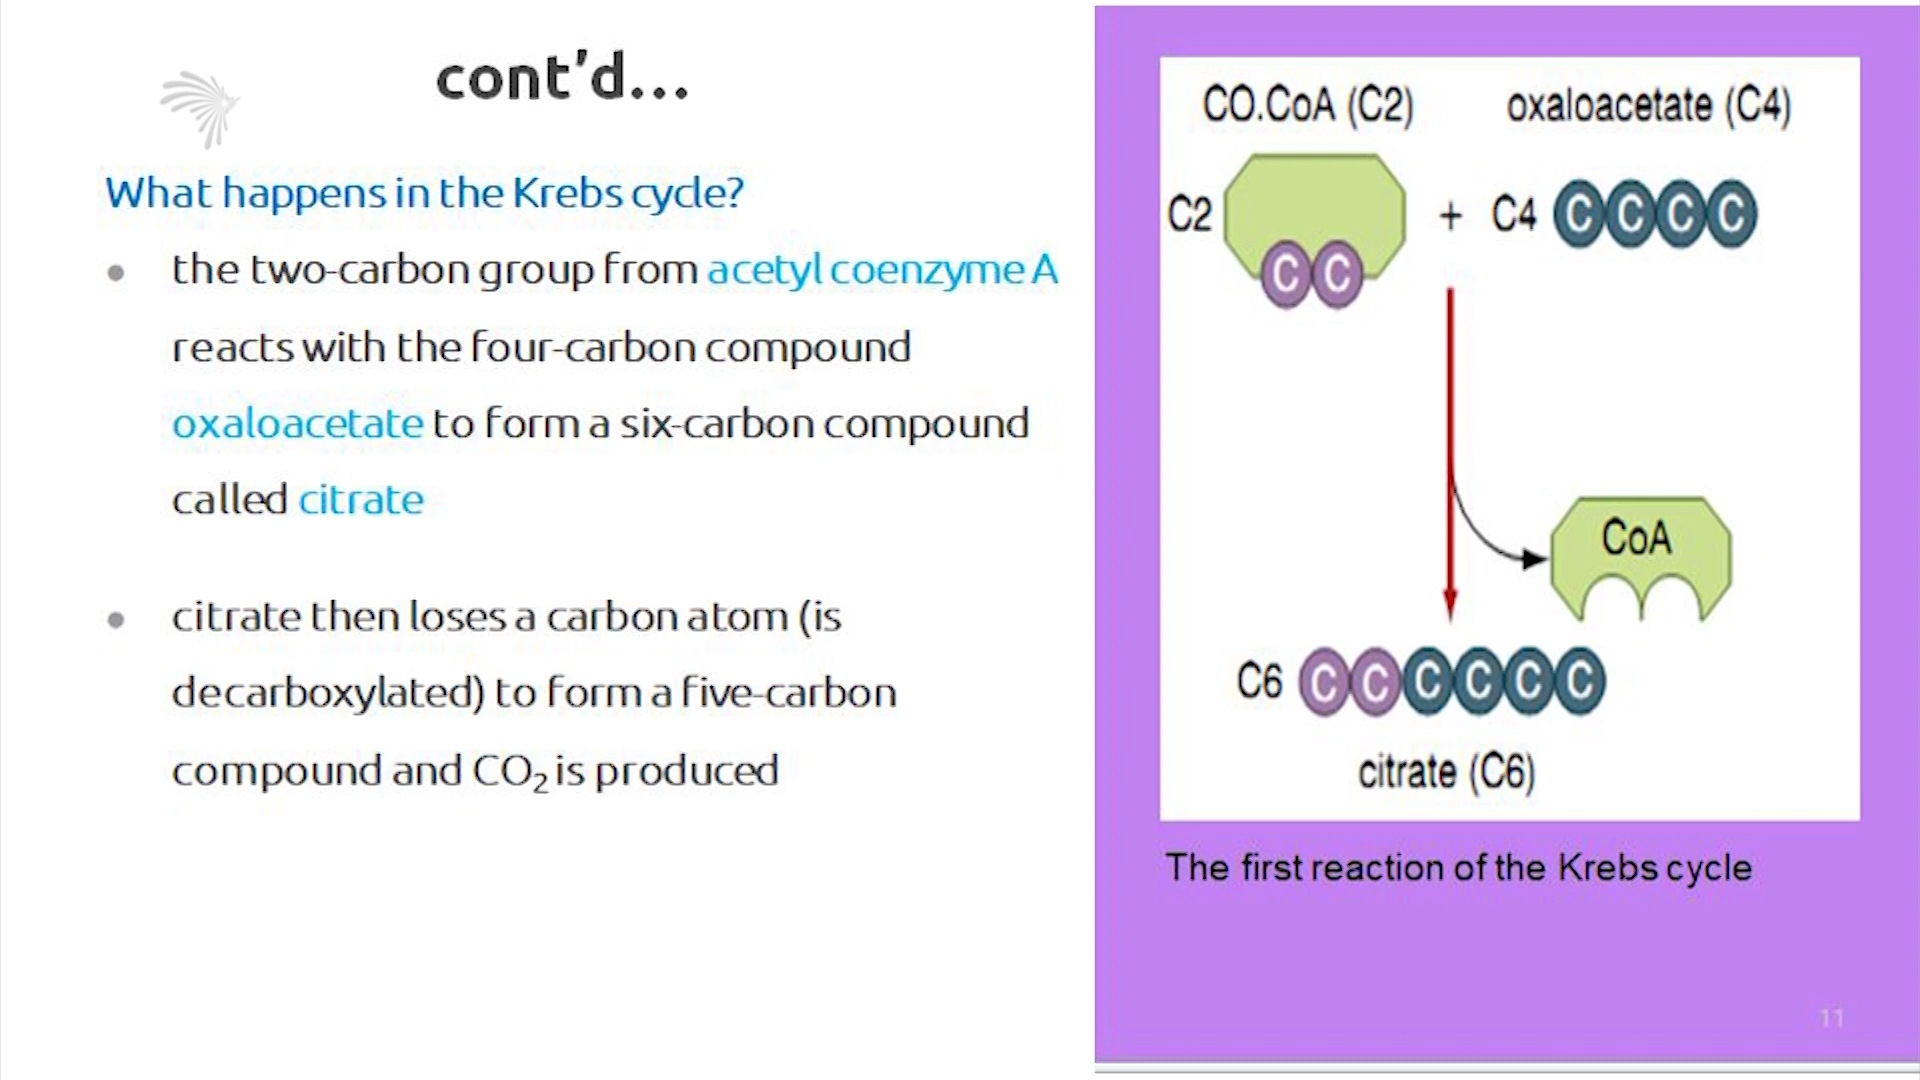 cont’d...
What happens in the Krebs cycle?
● the two-carbon group from acetyl coenzyme A
reacts with the four-carbon compound
oxaloacetate to form a six-carbon compound
called citrate
● citrate then loses a carbon atom (is
decarboxylated) to form a five-carbon
compound and CO₂ is produced
CO.CoA (C2) oxaloacetate (C4)
C2 + C4 C C C C
C C
CoA
C6 C C C C C C
citrate (C6)
The first reaction of the Krebs cycle
11